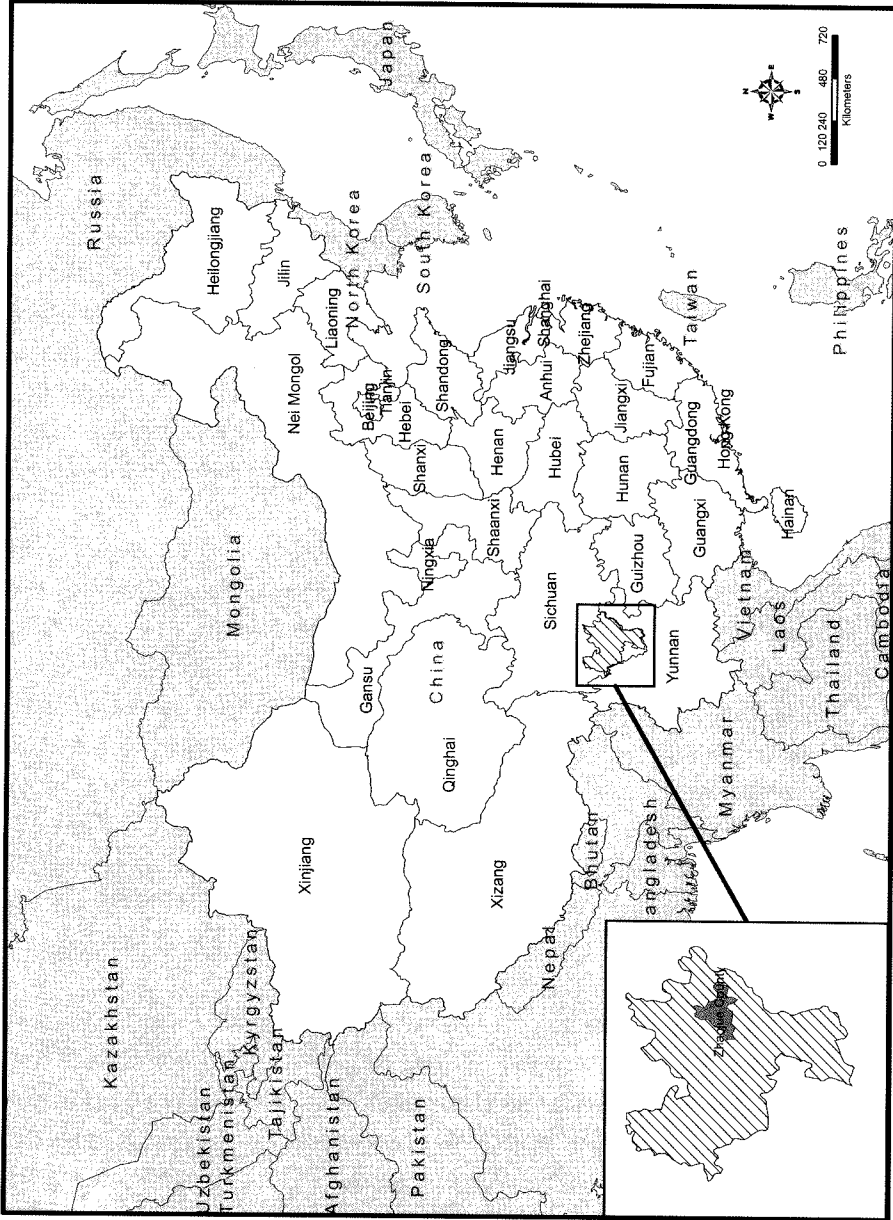 Russia
Kazakhstan
Mongolia
Heilongjiang
Jilin
Liaoning
Nei Mongol
Japan
North Korea
South Korea
Uzbekistan
Turkmenistan
Kyrgyzstan
Tajikistan
Afghanistan
Pakistan
Xinjiang
Gansu
Qinghai
China
Ningxia
Shaanxi
Shanxi
Beijing
Tianjin
Hebei
Shandong
Henan
Jiangsu
Shanghai
Anhui
Zhejiang
Hubei
Sichuan
Xizang
Hunan
Jiangxi
Fujian
Guizhou
Yunnan
Guangxi
Guangdong
Hong Kong
Hainan
Taiwan
Philippines
Nepal
Bhutan
angladesh
Myanmar
Vietnam
Laos
Thailand
Cambodia
N
W E
S
0 120 240 480 720
Kilometers